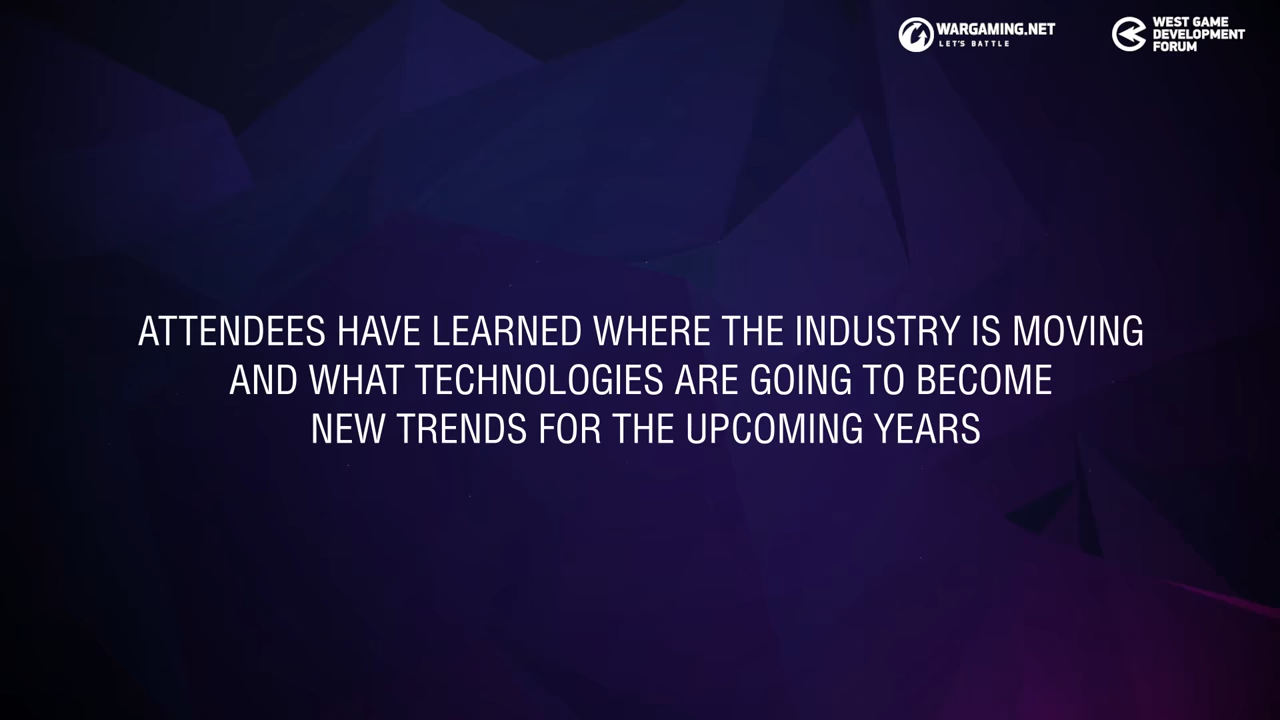 WARGAMING.NET
LET'S BATTLE
WEST GAME
DEVELOPMENT
FORUM
ATTENDEES HAVE LEARNED WHERE THE INDUSTRY IS MOVING
AND WHAT TECHNOLOGIES ARE GOING TO BECOME
NEW TRENDS FOR THE UPCOMING YEARS